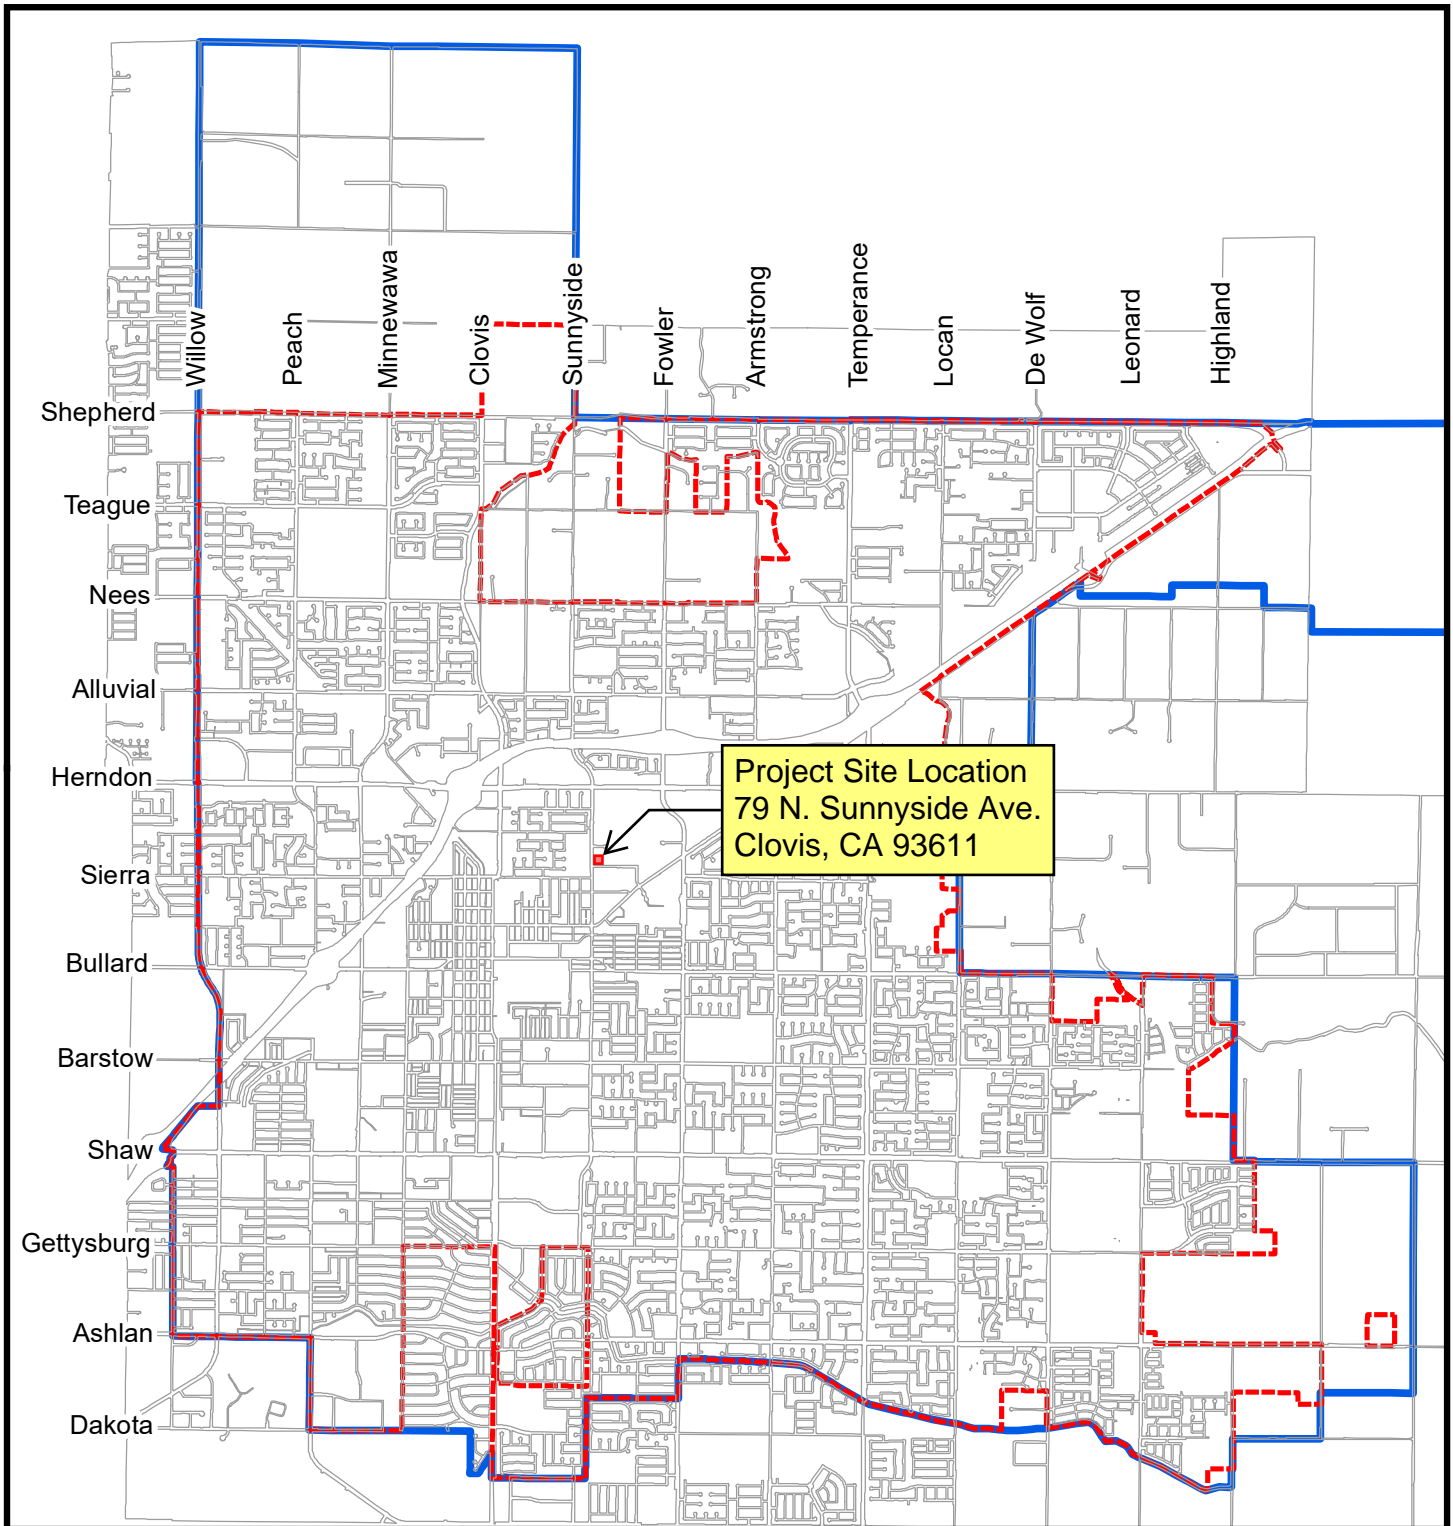 Willow
Peach
Minnewawa
Clovis
Sunnyside
Fowler
Armstrong
Temperance
Locan
De Wolf
Leonard
Highland
Shepherd
Teague
Nees
Alluvial
Herndon
Sierra
Bullard
Barstow
Shaw
Gettysburg
Ashlan
Dakota
Project Site Location
79 N. Sunnyside Ave.
Clovis, CA 93611